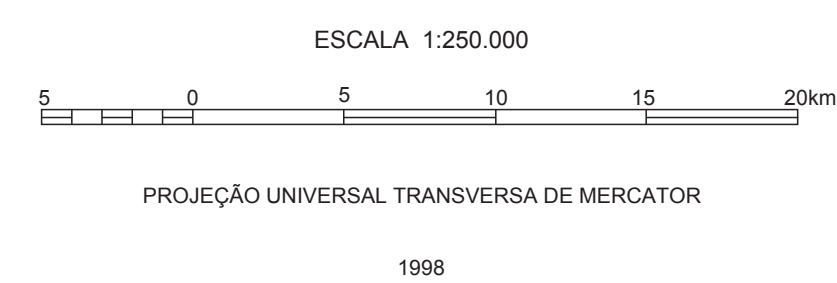 ESCALA 1:250.000
5 0 5 10 15 20km
PROJEÇÃO UNIVERSAL TRANSVERSA DE MERCATOR
1998